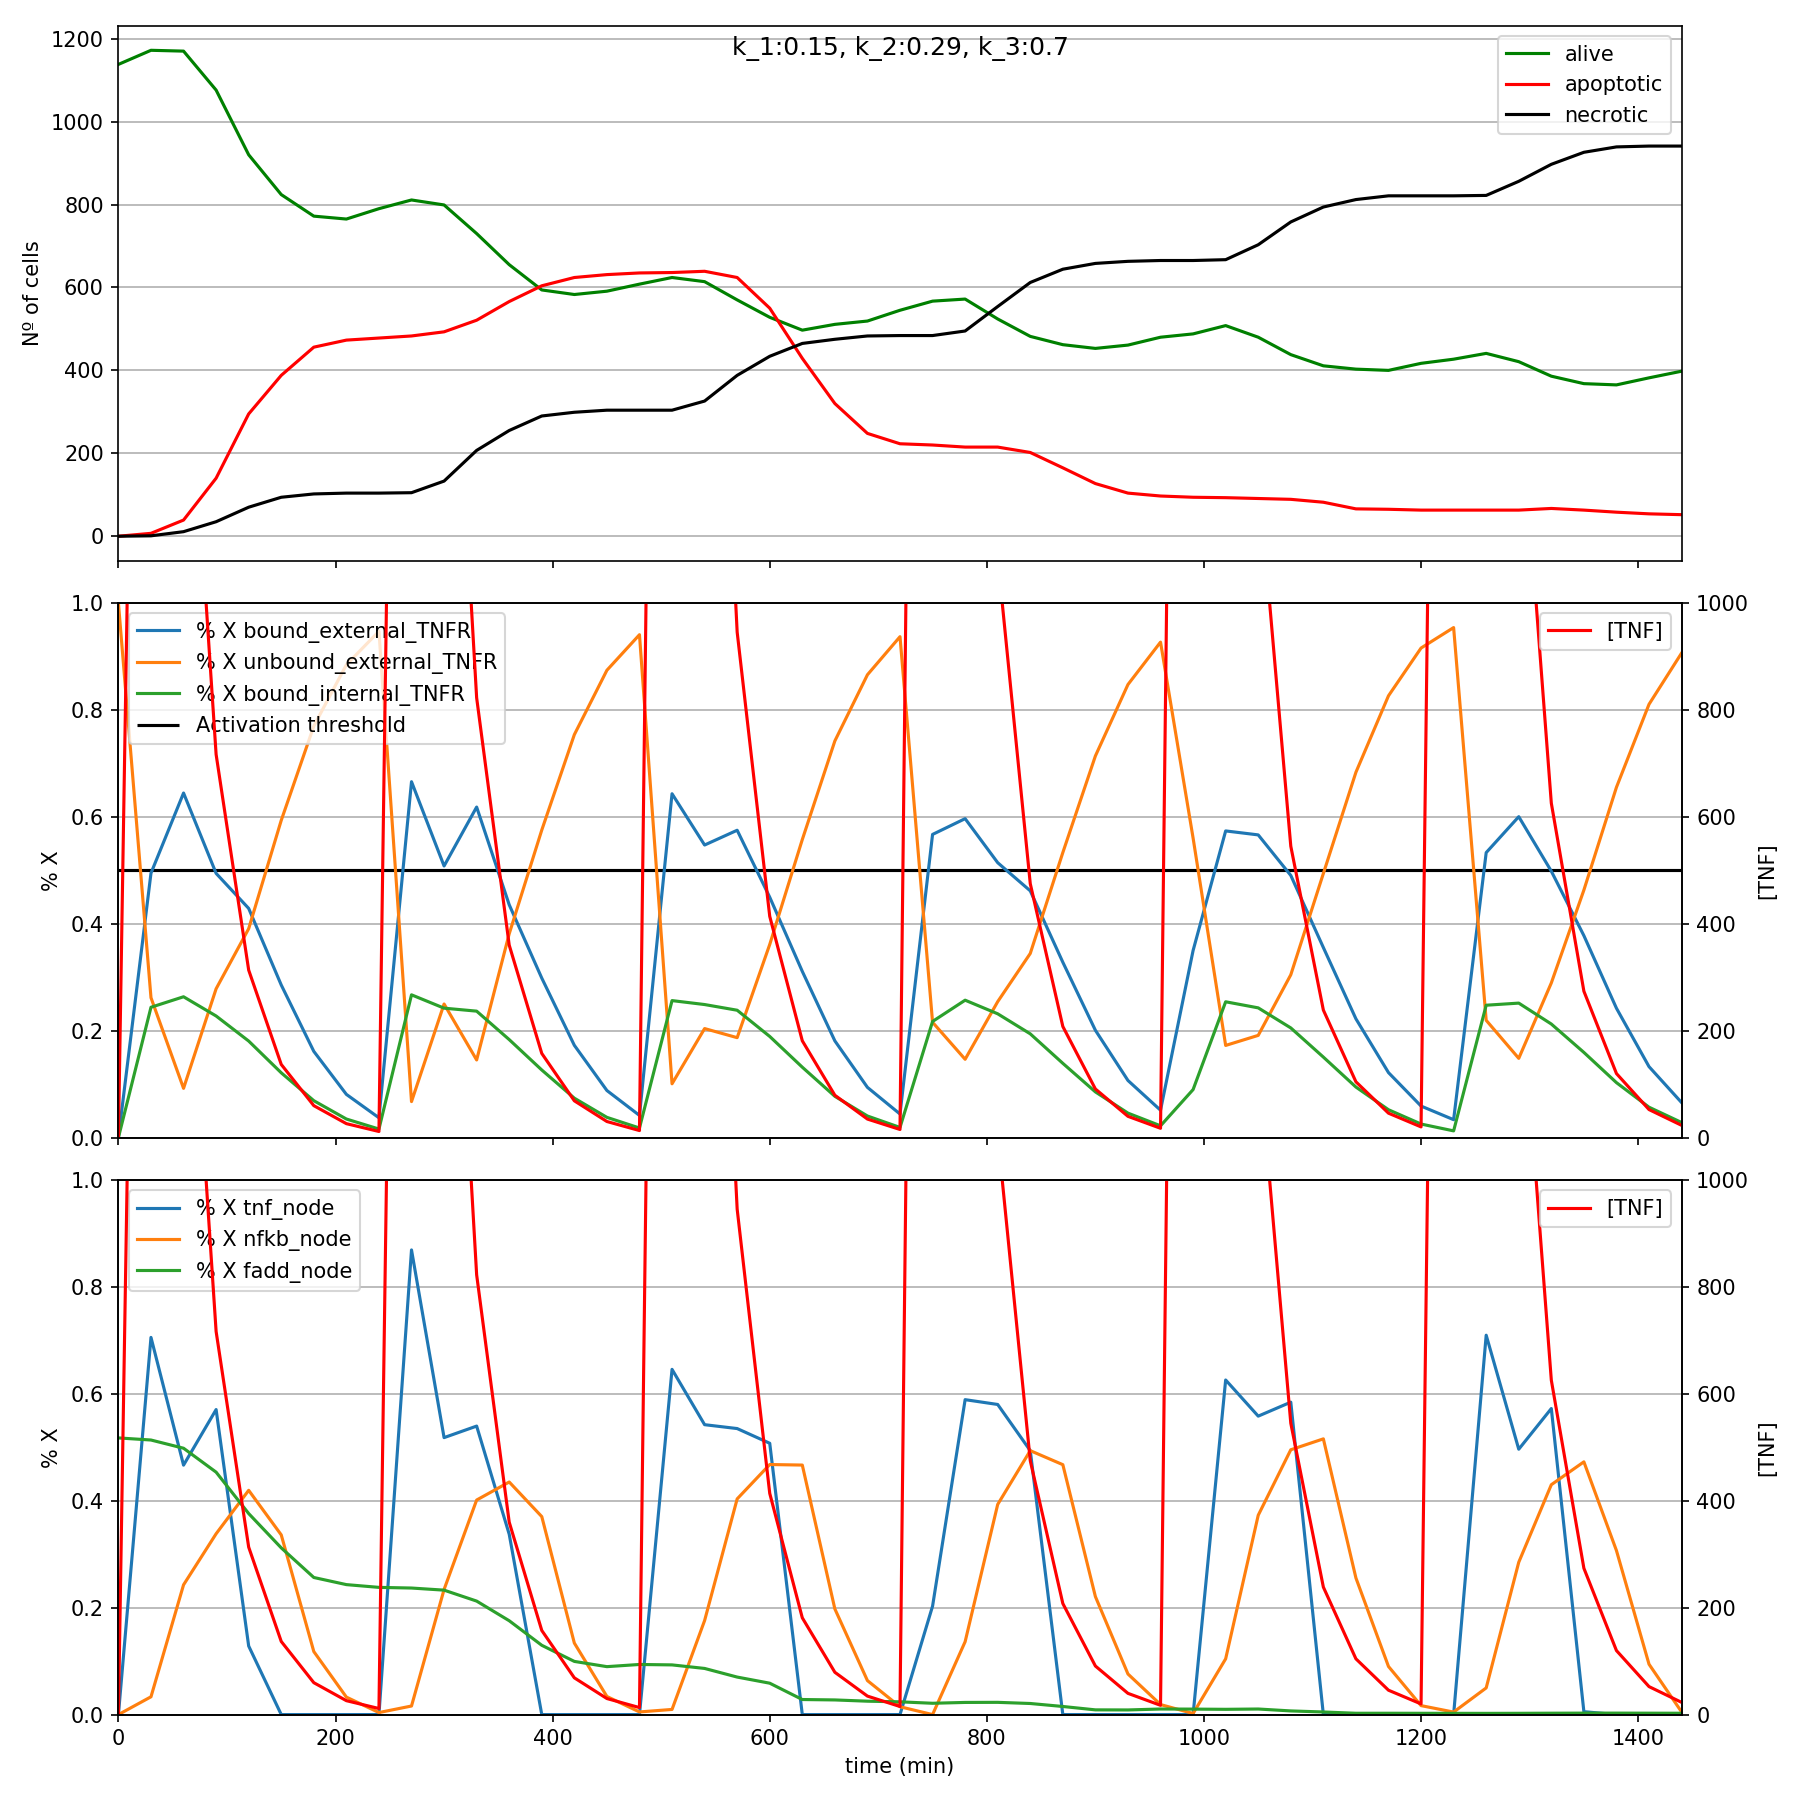 k_1:0.15, k_2:0.29, k_3:0.7
1200
1000
800
600
400
200
0
Nº of cells
alive
apoptotic
necrotic
1.0
0.8
0.6
0.4
0.2
0.0
% X
% X bound_external_TNFR
% X unbound_external_TNFR
% X bound_internal_TNFR
Activation threshold
[TNF]
1000
800
600
400
200
0
[TNF]
1.0
0.8
0.6
0.4
0.2
0.0
% X
% X tnf_node
% X nfkb_node
% X fadd_node
[TNF]
1000
800
600
400
200
0
[TNF]
0 200 400 600 800 1000 1200 1400
time (min)